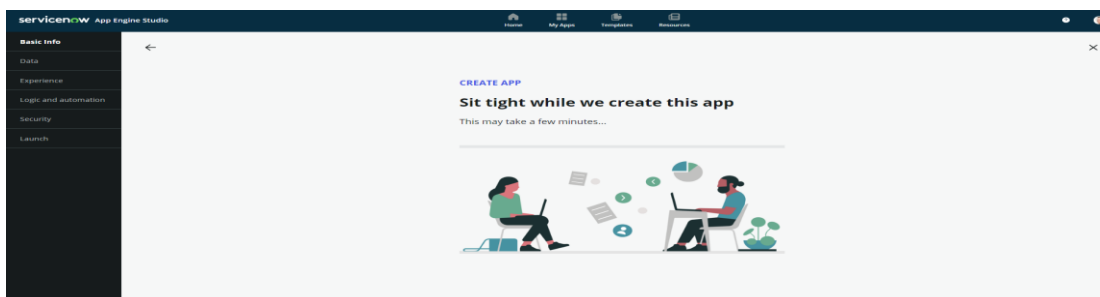 servicenow App Engine Studio
Home
My Apps
Templates
Resources
Basic Info
Data
Experience
Logic and automation
Security
Launch
CREATE APP
Sit tight while we create this app
This may take a few minutes...